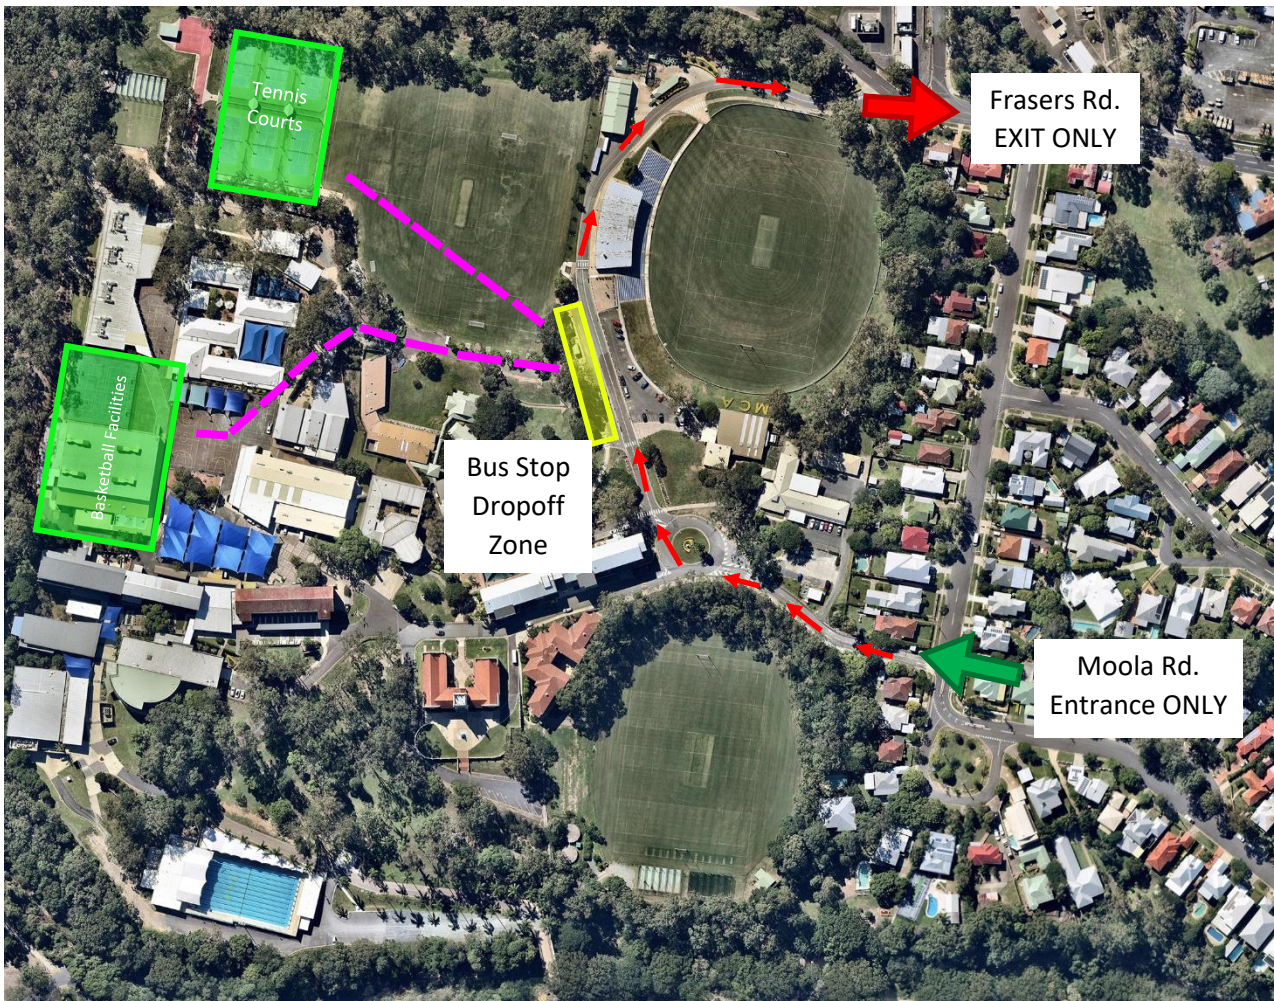 Tennis
Courts
Frasers Rd.
EXIT ONLY
Basketball Facilities
MCA
Bus Stop
Dropoff
Zone
Moola Rd.
Entrance ONLY